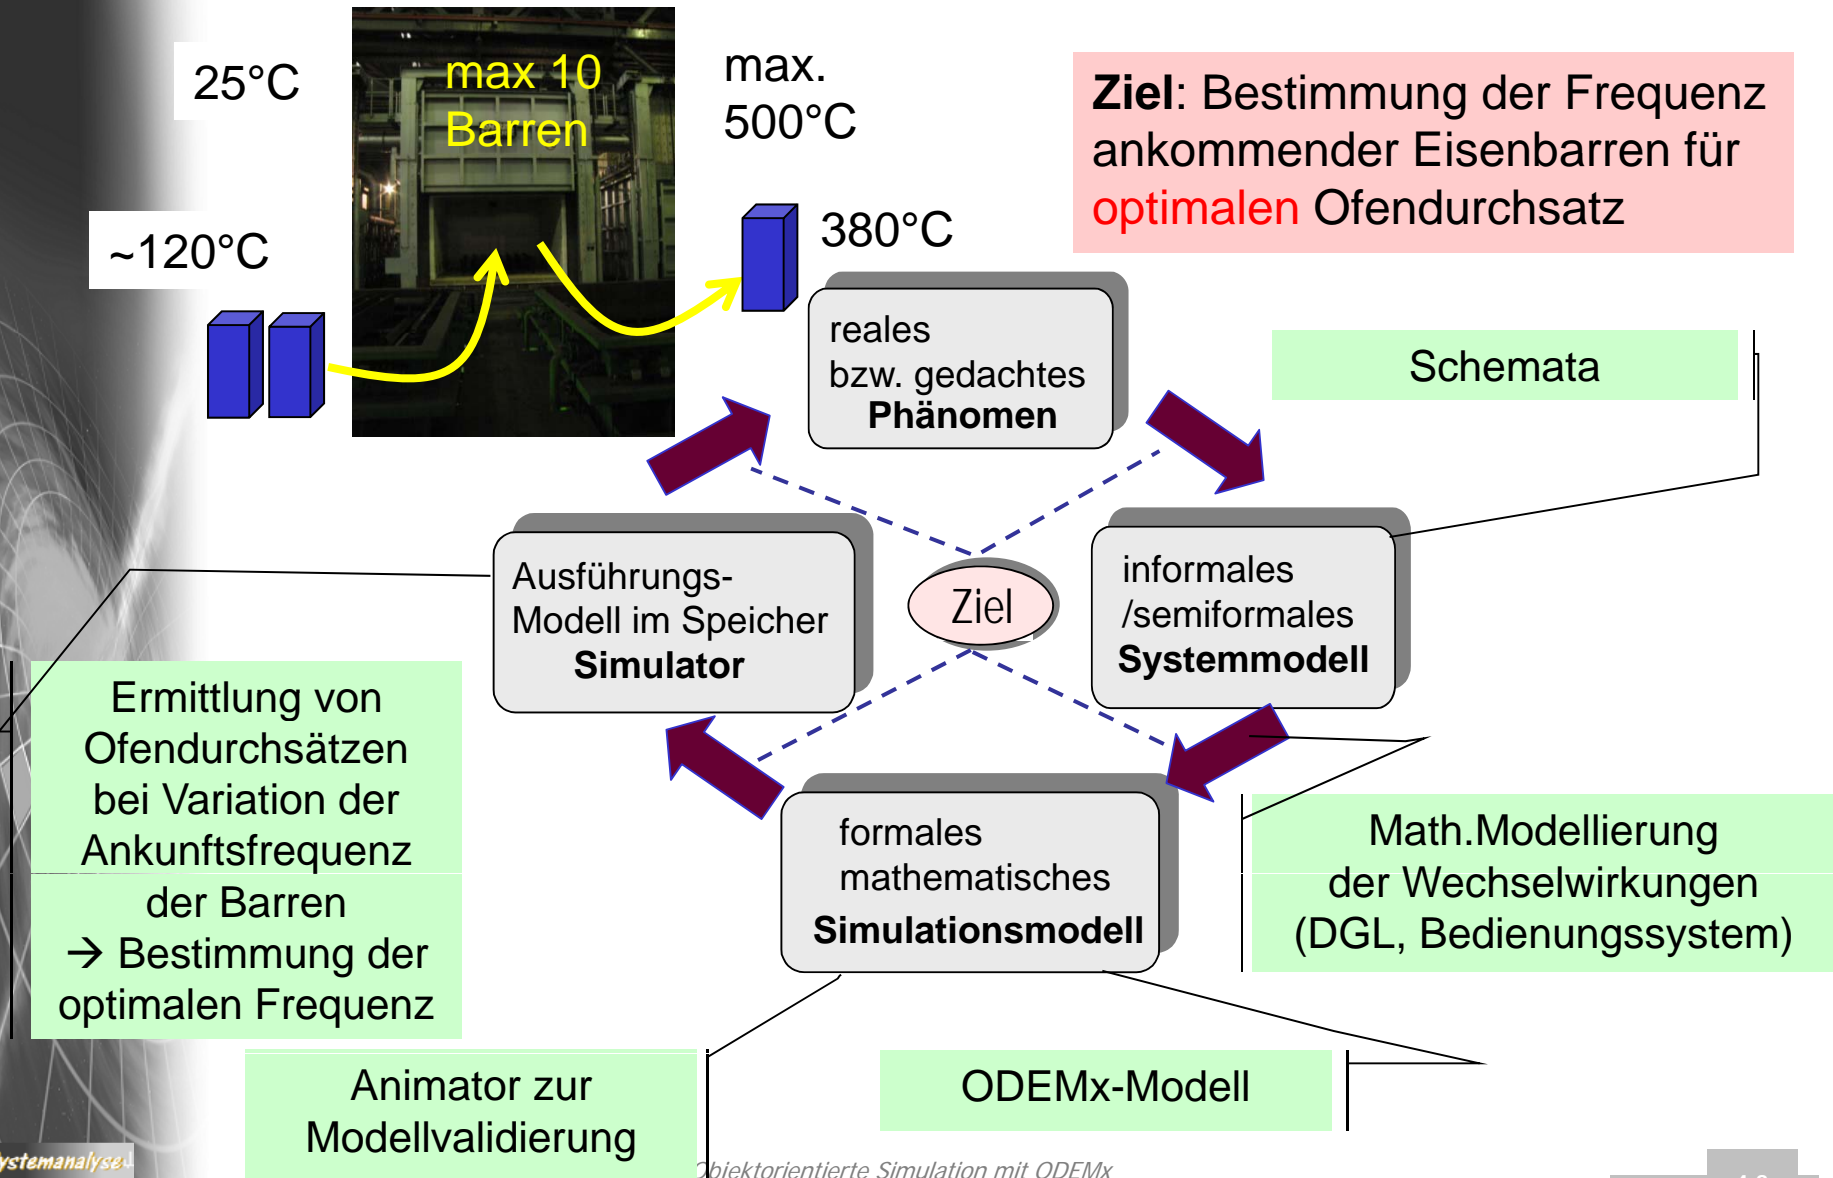 25°C
max 10
Barren
max.
500°C
Ziel: Bestimmung der Frequenz
ankommender Eisenbarren für
optimalen Ofendurchsatz
~120°C
380°C
reales
bzw. gedachtes
Phänomen
Schemata
Ausführungs-
Modell im Speicher
Simulator
Ziel
informales
/semiformales
Systemmodell
Ermittlung von
Ofendurchsätzen
bei Variation der
Ankunftsfrequenz
der Barren
→ Bestimmung der
optimalen Frequenz
formales
mathematisches
Simulationsmodell
Math.Modellierung
der Wechselwirkungen
(DGL, Bedienungssystem)
Animator zur
Modellvalidierung
ODEMx-Modell
ystemanalyse
Objektorientierte Simulation mit ODEMx